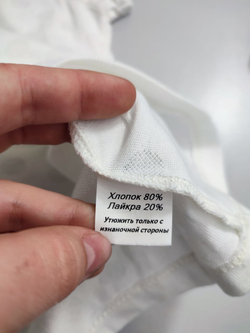 Хлопок 80%
Лайкра 20%
Утюжить только с
изнаночной стороны